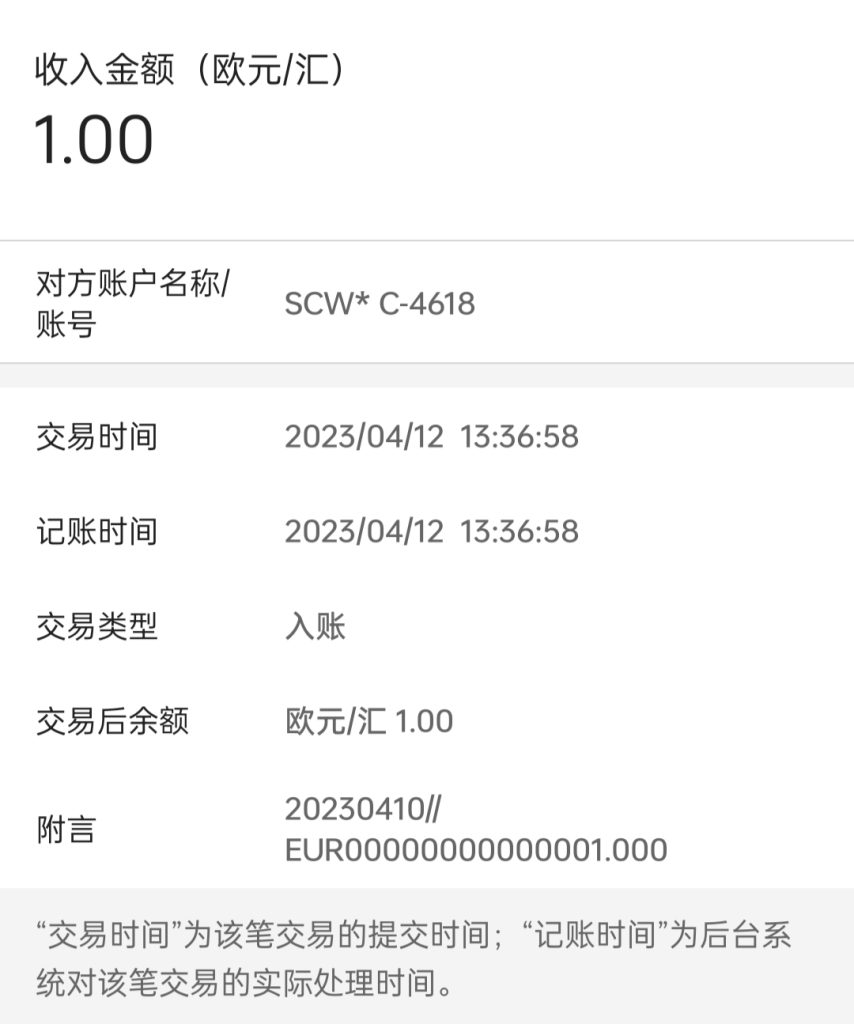 收入金额（欧元/汇）
1.00
对方账户名称/
账号
SCW* C-4618
交易时间 2023/04/12 13:36:58
记账时间 2023/04/12 13:36:58
交易类型 入账
交易后余额 欧元/汇 1.00
附言
20230410//
EUR00000000000001.000
“交易时间”为该笔交易的提交时间；“记账时间”为后台系
统对该笔交易的实际处理时间。